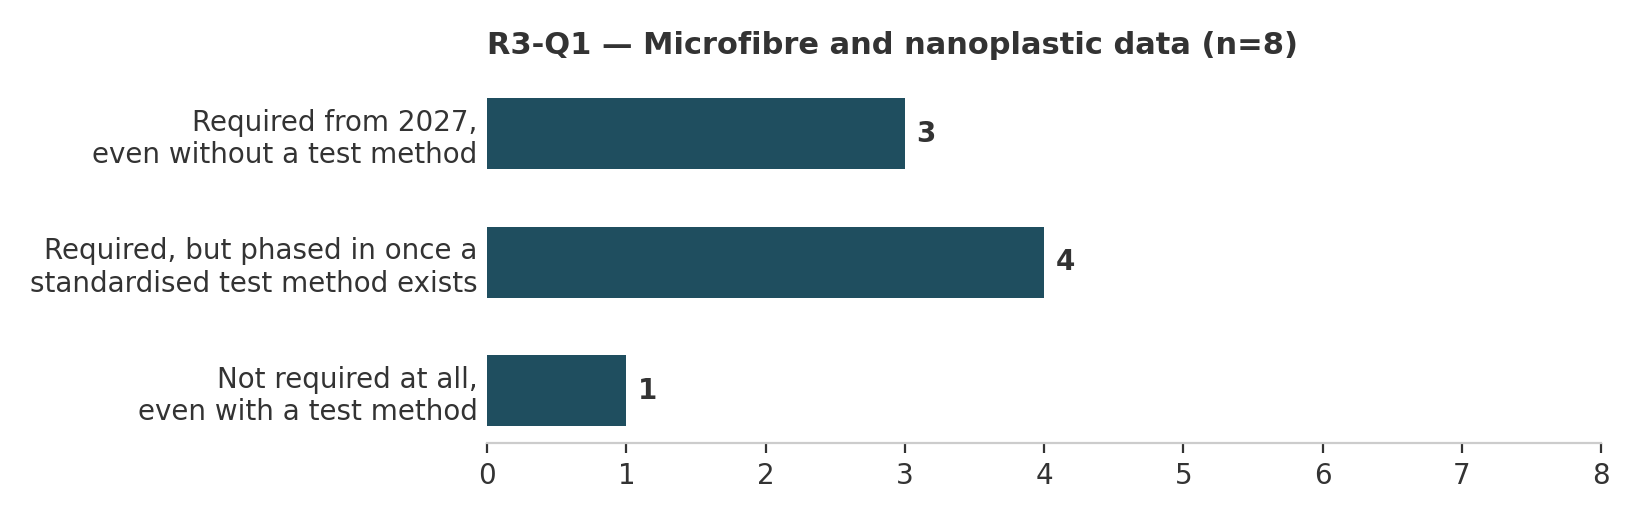 R3-Q1 — Microfibre and nanoplastic data (n=8)
Required from 2027,
even without a test method
3
Required, but phased in once a
standardised test method exists
4
Not required at all,
even with a test method
1
0 1 2 3 4 5 6 7 8